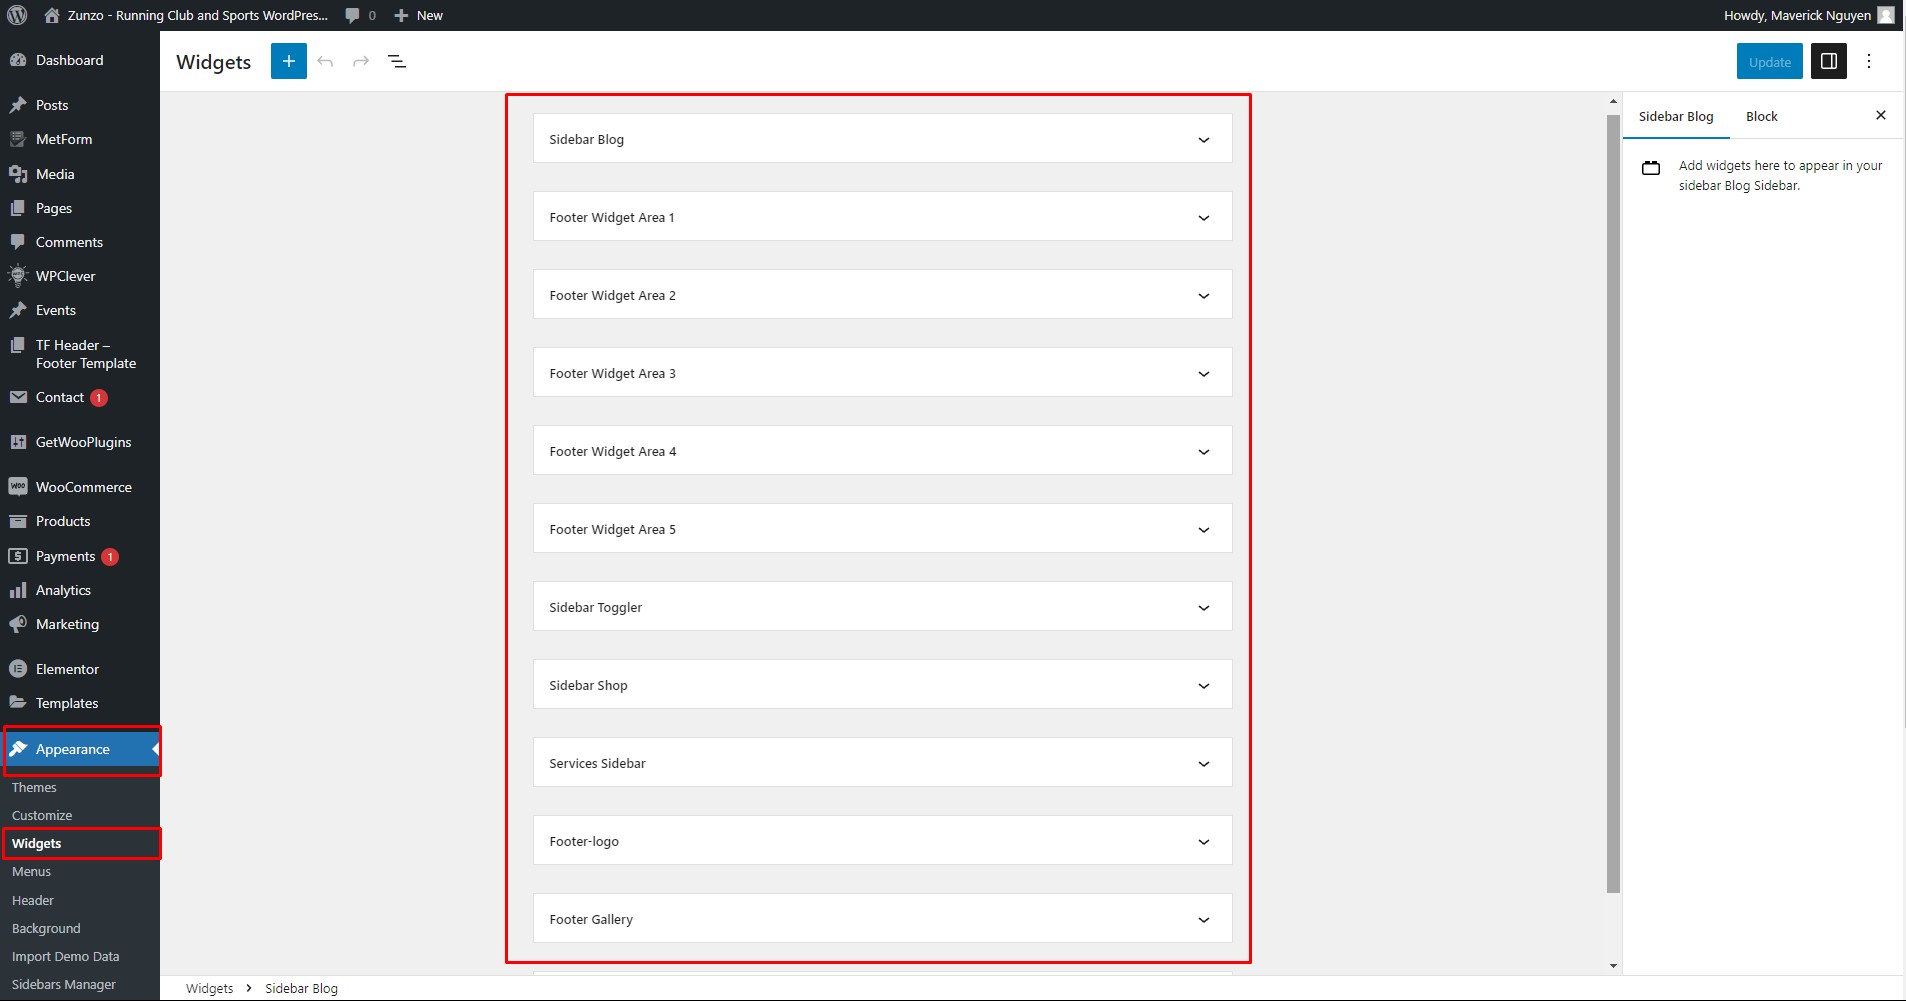 Zunzo - Running Club and Sports WordPres...
0
New
Howdy, Maverick Nguyen
Dashboard
Posts
MetForm
Media
Pages
Comments
WPClever
Events
TF Header –
Footer Template
Contact 1
GetWooPlugins
WooCommerce
Products
Payments 1
Analytics
Marketing
Elementor
Templates
Appearance
Themes
Customize
Widgets
Menus
Header
Background
Import Demo Data
Sidebars Manager
Widgets
Update
Sidebar Blog
Footer Widget Area 1
Footer Widget Area 2
Footer Widget Area 3
Footer Widget Area 4
Footer Widget Area 5
Sidebar Toggler
Sidebar Shop
Services Sidebar
Footer-logo
Footer Gallery
Sidebar Blog
Block
Add widgets here to appear in your
sidebar Blog Sidebar.
Widgets > Sidebar Blog